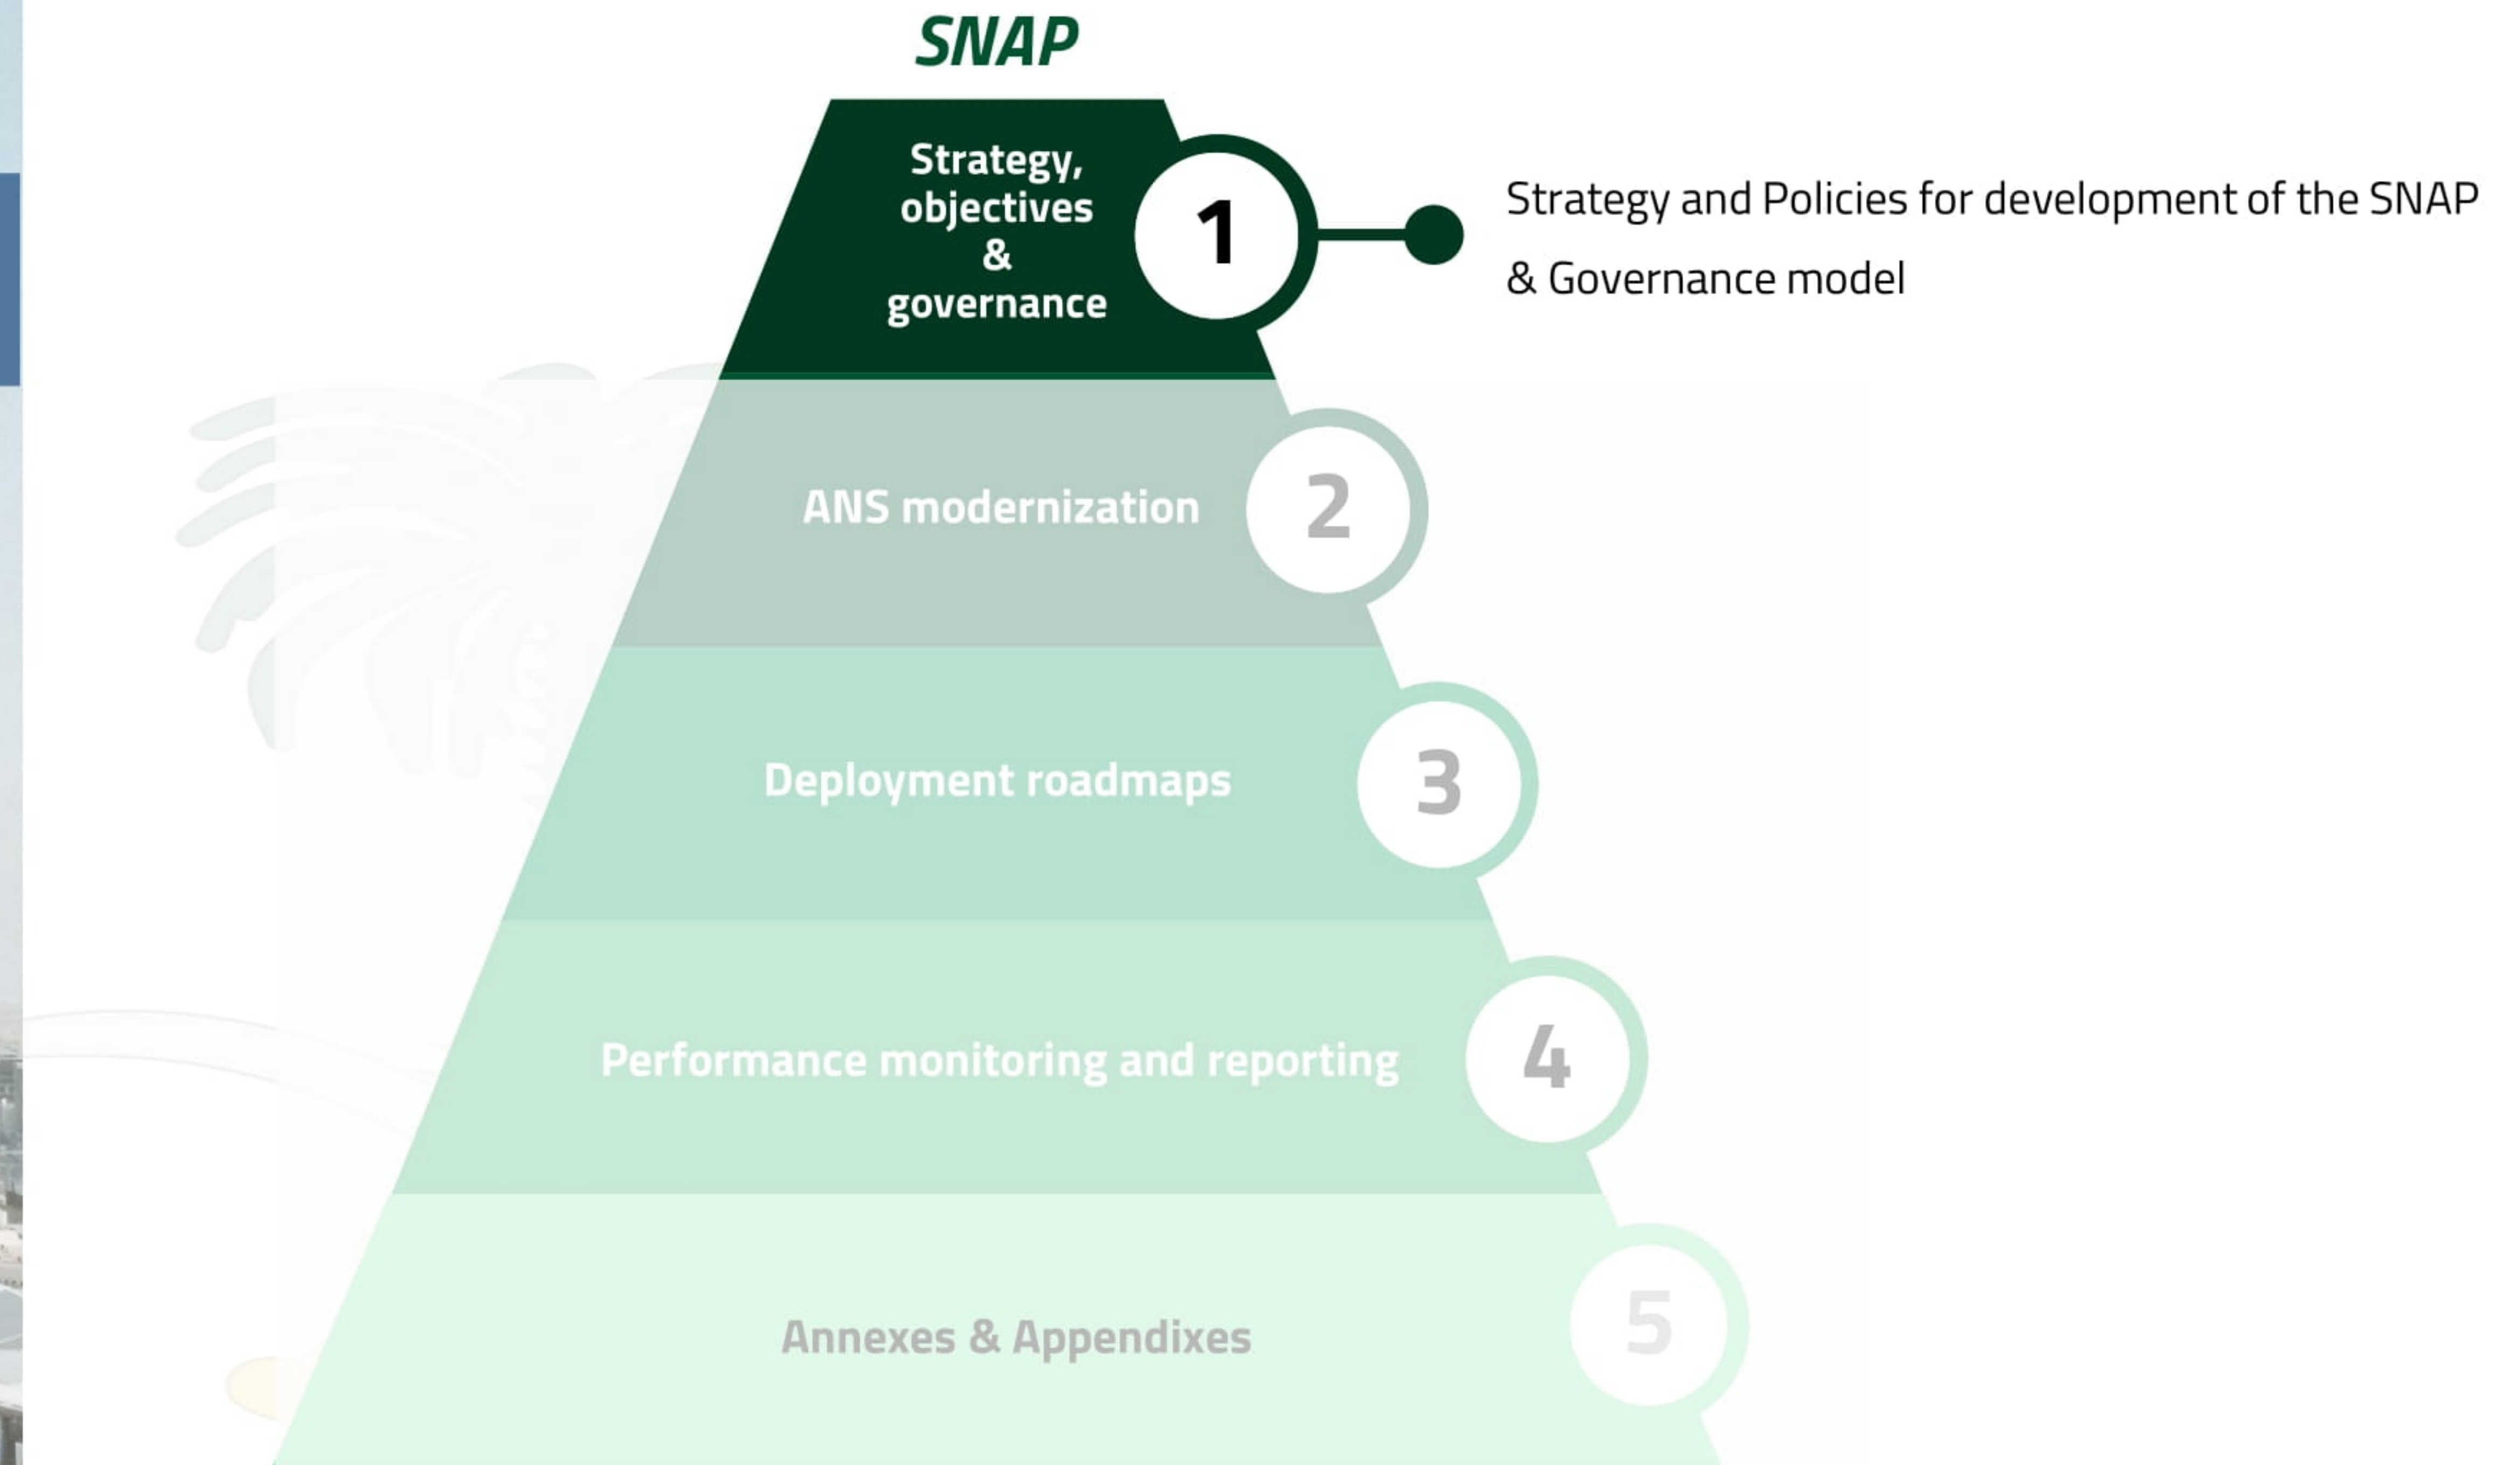 SNAP
Strategy,
objectives
&
governance
1
Strategy and Policies for development of the SNAP
& Governance model
ANS modernization
2
Deployment roadmaps
3
Performance monitoring and reporting
4
Annexes & Appendixes
5